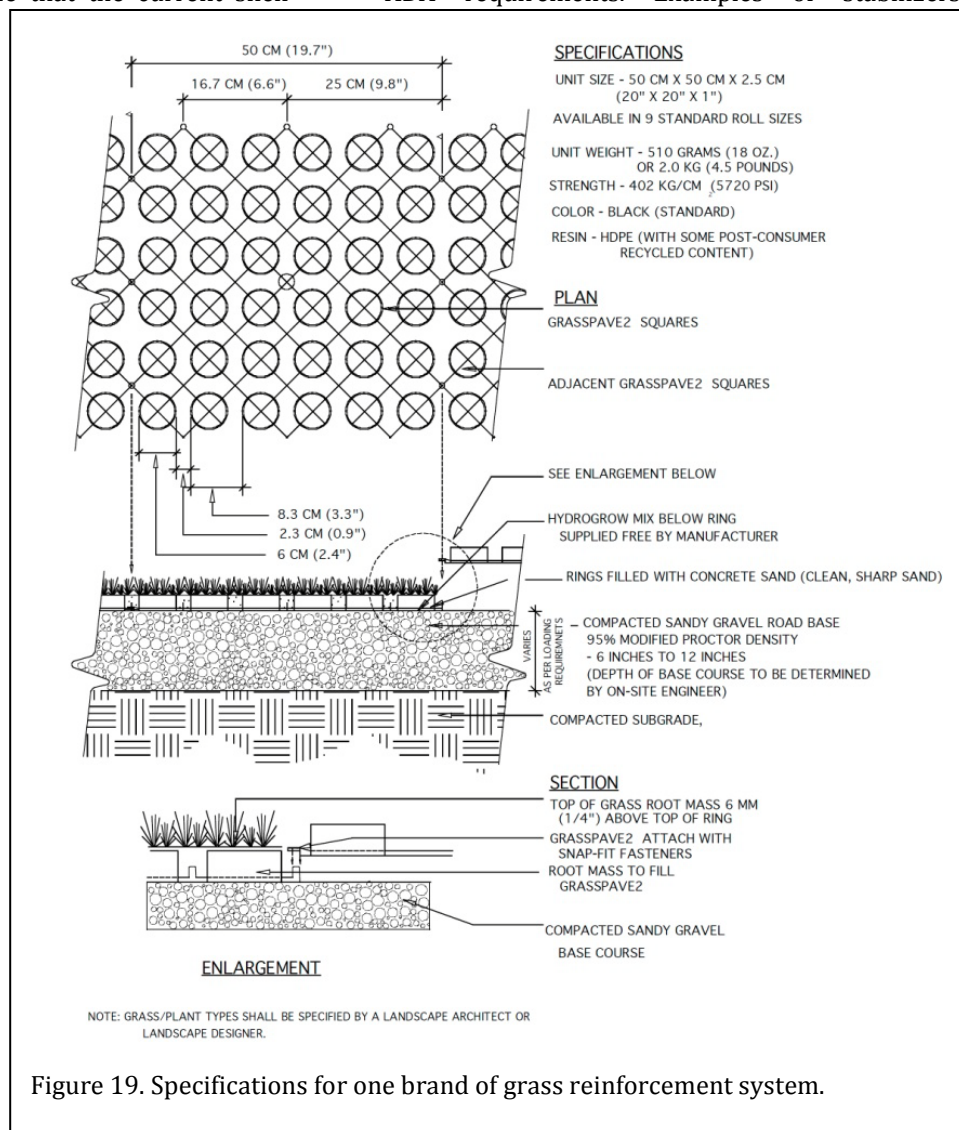 50 CM (19.7")
16.7 CM (6.6")
25 CM (9.8")
SPECIFICATIONS
UNIT SIZE - 50 CM X 50 CM X 2.5 CM
(20" X 20" X 1")
AVAILABLE IN 9 STANDARD ROLL SIZES
UNIT WEIGHT - 510 GRAMS (18 OZ.)
OR 2.0 KG (4.5 POUNDS)
STRENGTH - 402 KG/CM 2 (5720 PSI)
COLOR - BLACK (STANDARD)
RESIN - HDPE (WITH SOME POST-CONSUMER
RECYCLED CONTENT)
PLAN
GRASSPAVE2 SQUARES
ADJACENT GRASSPAVE2 SQUARES
8.3 CM (3.3")
2.3 CM (0.9")
6 CM (2.4")
SEE ENLARGEMENT BELOW
HYDROGROW MIX BELOW RING
SUPPLIED FREE BY MANUFACTURER
RINGS FILLED WITH CONCRETE SAND (CLEAN, SHARP SAND)
VARIES
AS PER LOADING
REQUIREMNETS
COMPACTED SANDY GRAVEL ROAD BASE
95% MODIFIED PROCTOR DENSITY
- 6 INCHES TO 12 INCHES
(DEPTH OF BASE COURSE TO BE DETERMINED
BY ON-SITE ENGINEER)
COMPACTED SUBGRADE,
SECTION
TOP OF GRASS ROOT MASS 6 MM
(1/4") ABOVE TOP OF RING
GRASSPAVE2 ATTACH WITH
SNAP-FIT FASTENERS
ROOT MASS TO FILL
GRASSPAVE2
COMPACTED SANDY GRAVEL
BASE COURSE
ENLARGEMENT
NOTE: GRASS/PLANT TYPES SHALL BE SPECIFIED BY A LANDSCAPE ARCHITECT OR
LANDSCAPE DESIGNER.
Figure 19. Specifications for one brand of grass reinforcement system.